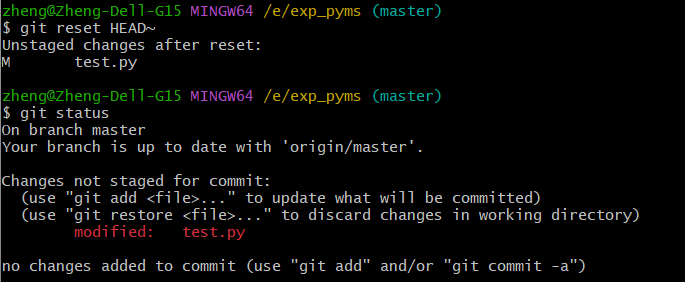 zheng@Zheng-Dell-G15 MINGW64 /e/exp_pyms (master)
$ git reset HEAD~
Unstaged changes after reset:
M       test.py

zheng@Zheng-Dell-G15 MINGW64 /e/exp_pyms (master)
$ git status
On branch master
Your branch is up to date with 'origin/master'.

Changes not staged for commit:
  (use "git add <file>..." to update what will be committed)
  (use "git restore <file>..." to discard changes in working directory)
        modified:   test.py

no changes added to commit (use "git add" and/or "git commit -a")